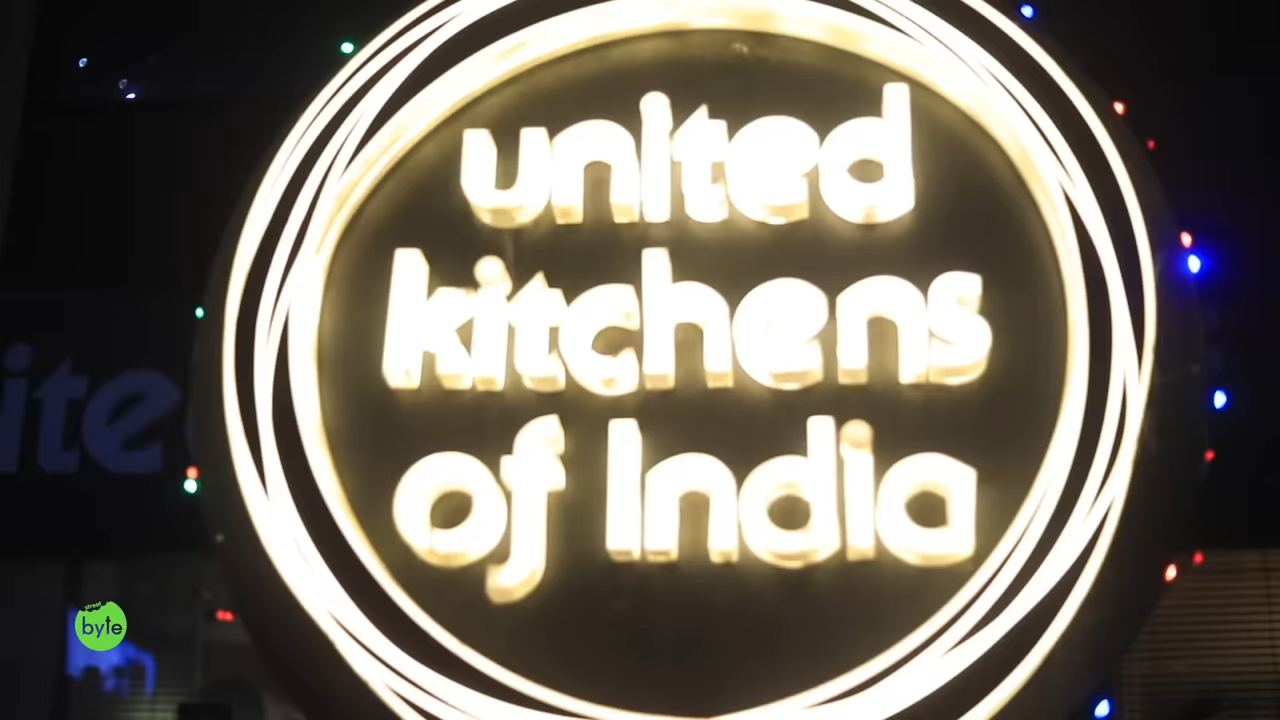 united
kitchens
of India
ite
street
byte